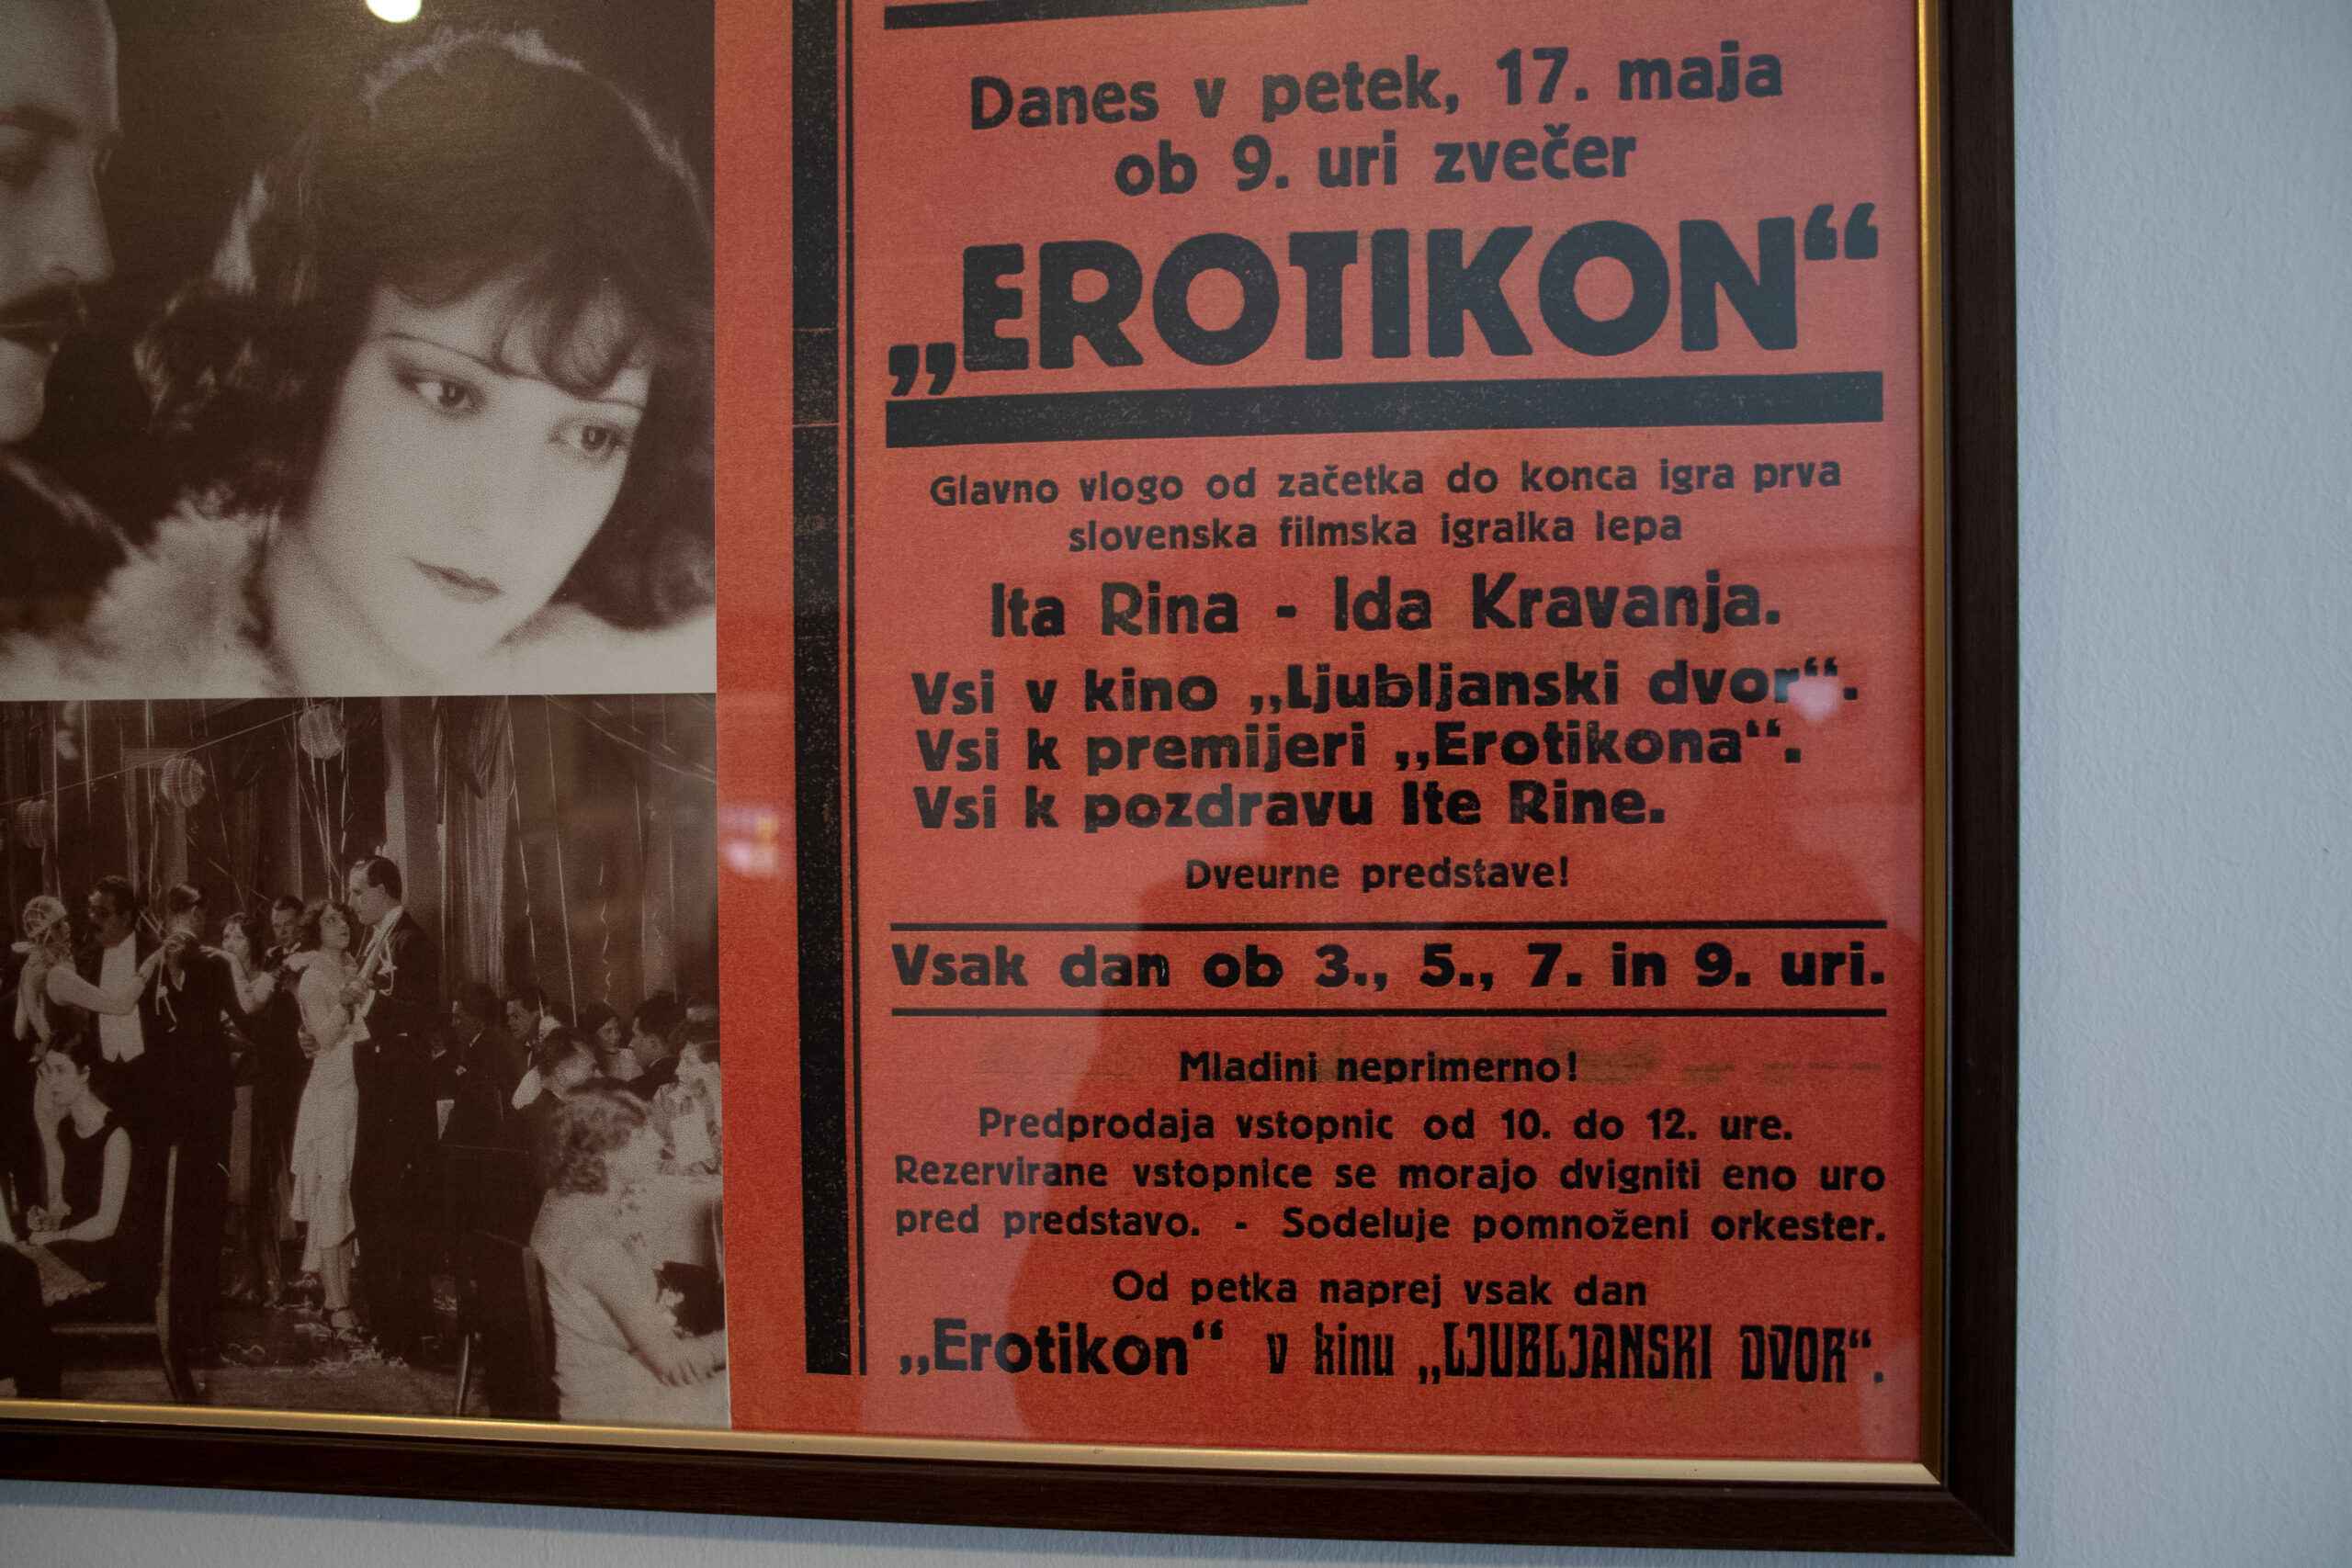 Danes v petek, 17. maja
ob 9. uri zvečer
„EROTIKON“
Glavno vlogo od začetka do konca igra prva
slovenska filmska igralka lepa
Ita Rina - Ida Kravanja.
Vsi v kino „Ljubljanski dvor“.
Vsi k premijeri „Erotikona“.
Vsi k pozdravu Ite Rine.
Dveurne predstave!
Vsak dan ob 3., 5., 7. in 9. uri.
Mladini neprimerno!
Predprodaja vstopnic od 10. do 12. ure.
Rezervirane vstopnice se morajo dvigniti eno uro
pred predstavo. - Sodeluje pomnoženi orkester.
Od petka naprej vsak dan
„Erotikon“ v kinu „LJUBLJANSKI DVOR“.